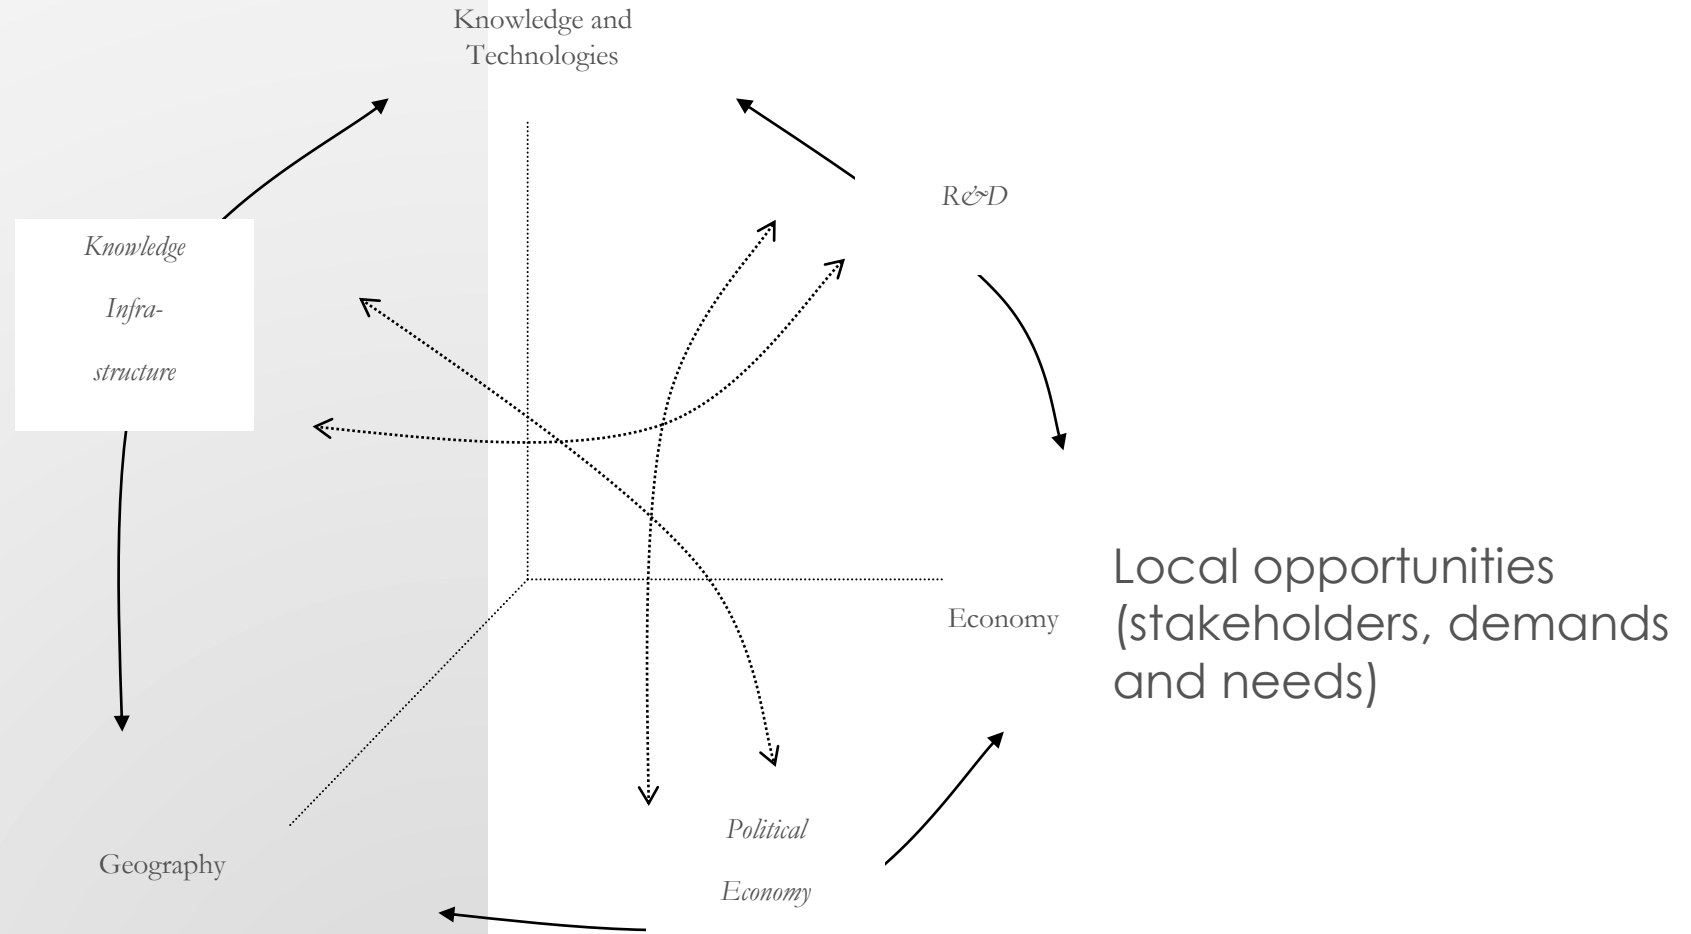 Knowledge and
Technologies
R&D
Knowledge
Infra-
structure
Local opportunities
(stakeholders, demands
and needs)
Economy
Political
Economy
Geography